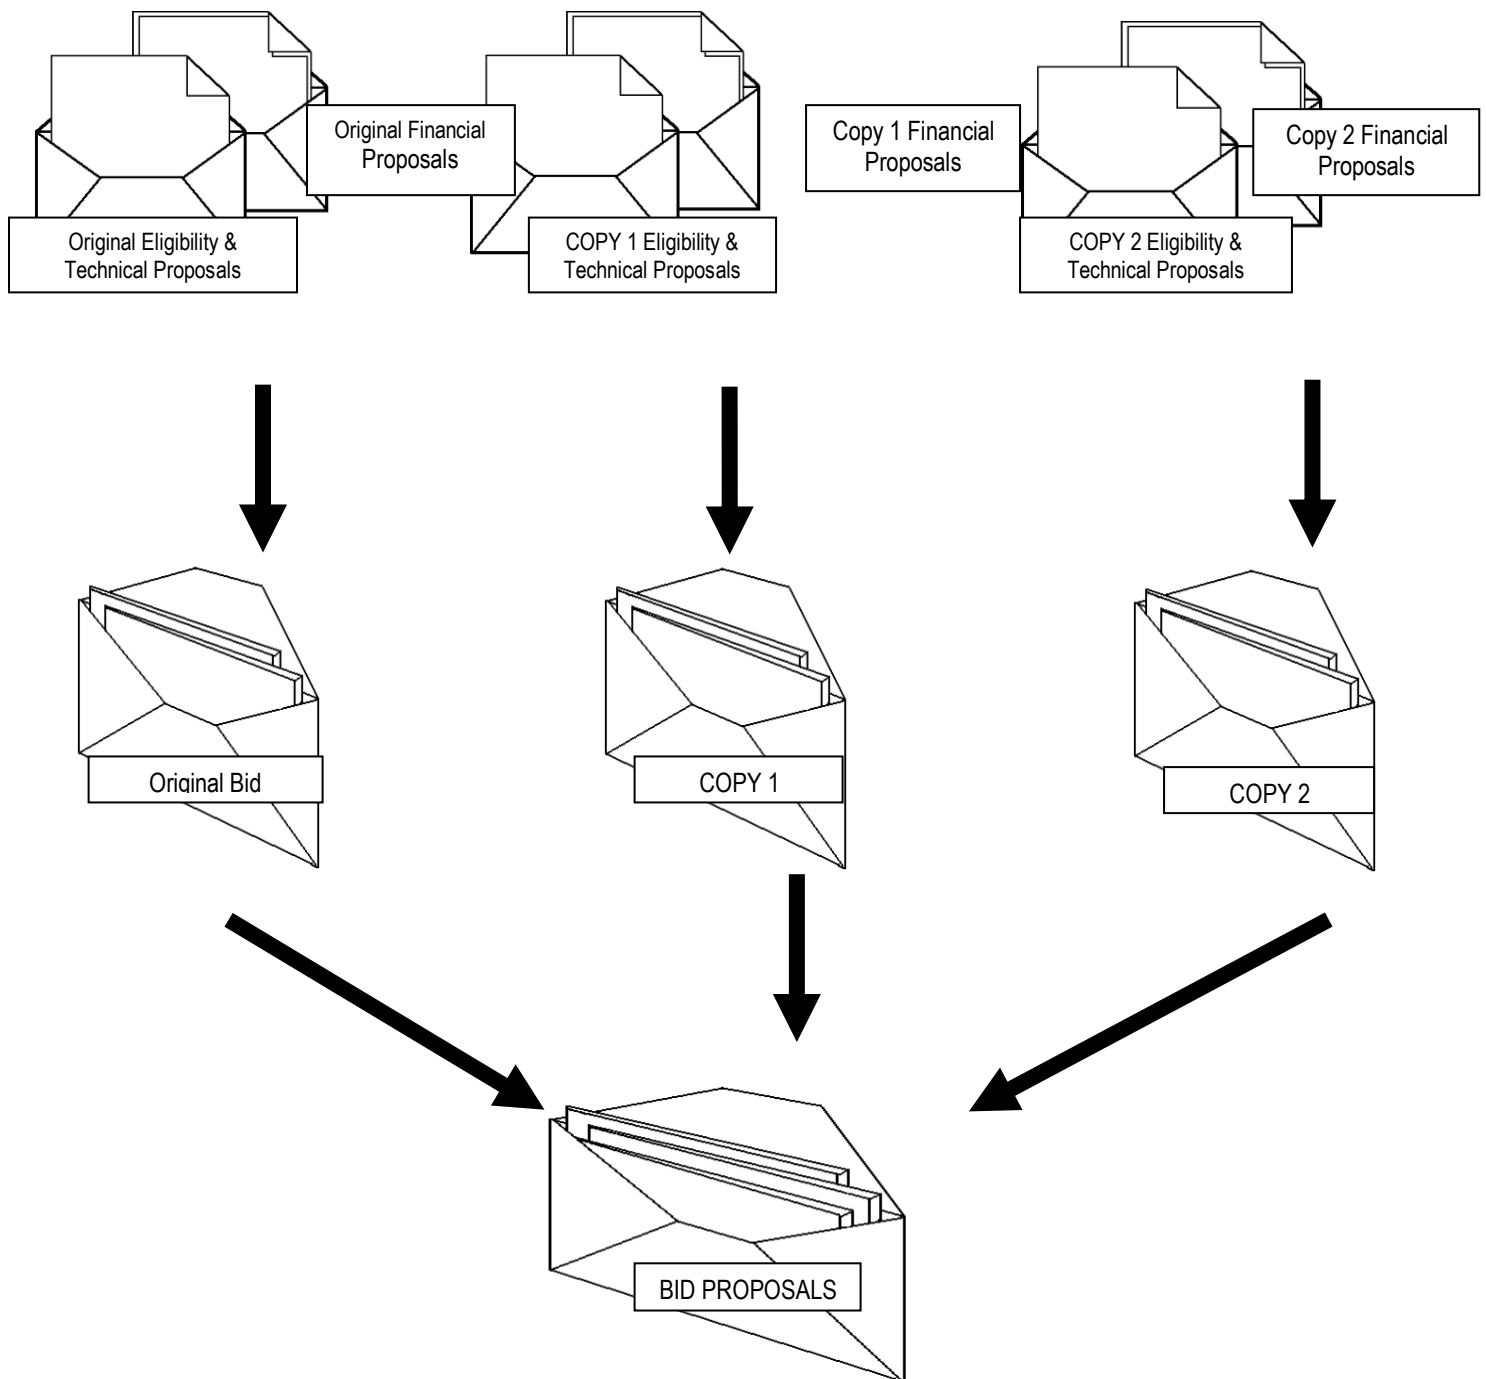 Original Financial
Proposals
Copy 1 Financial
Proposals
Copy 2 Financial
Proposals
Original Eligibility &
Technical Proposals
COPY 1 Eligibility &
Technical Proposals
COPY 2 Eligibility &
Technical Proposals
Original Bid
COPY 1
COPY 2
BID PROPOSALS